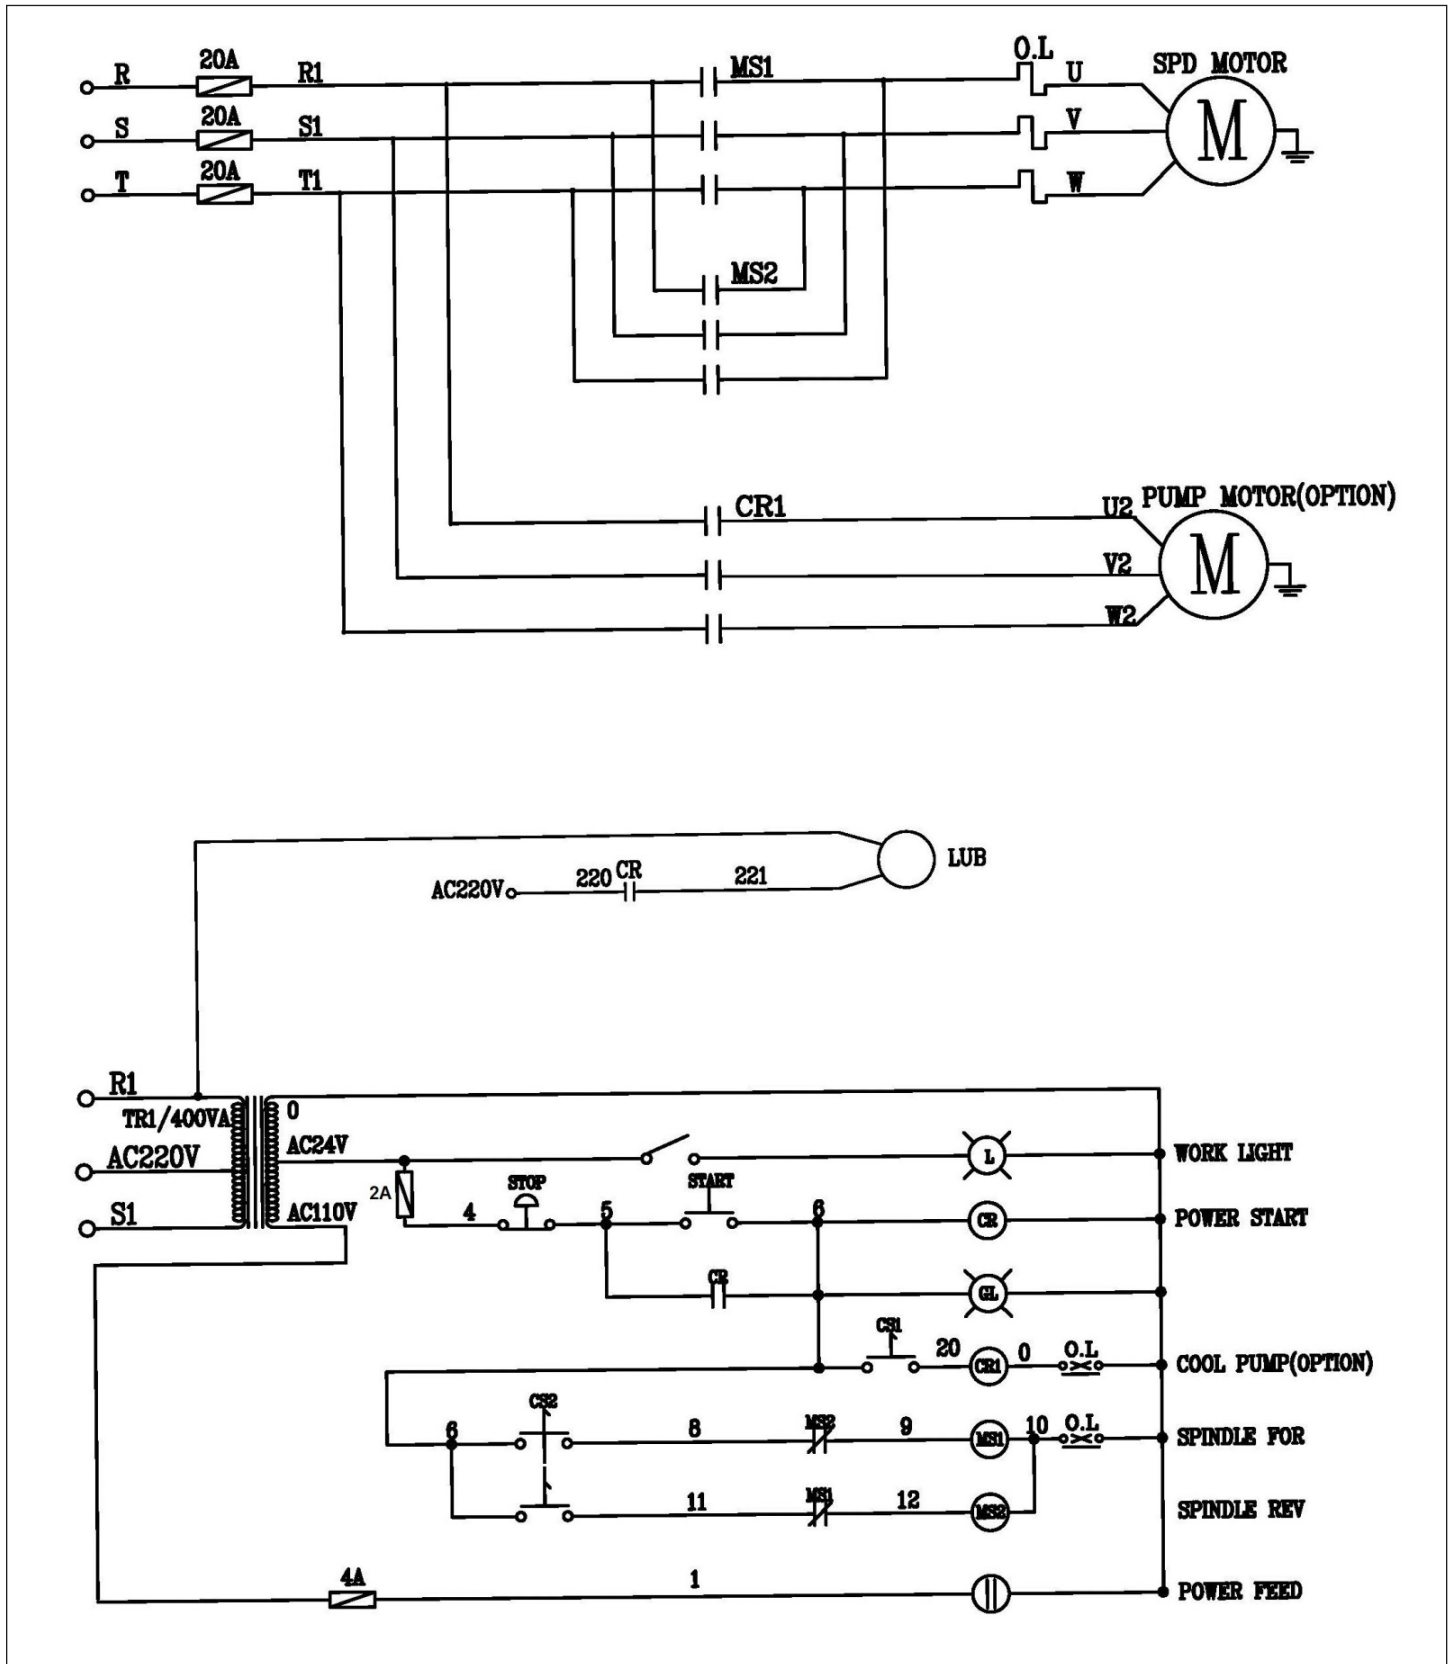 R 20A R1 MS1 O.L U SPD MOTOR
S 20A S1 V M
T 20A T1 W
MS2
CR1 U2 PUMP MOTOR(OPTION)
V2 M
W2
AC220V 220 CR 221 LUB
R1
TR1/400VA 0
AC220V AC24V L WORK LIGHT
2A STOP START
S1 AC110V 4 5 6 CR POWER START
CR GL
CS1 20 CR1 0 O.L COOL PUMP(OPTION)
CS2
6 8 MS2 9 MS1 10 O.L SPINDLE FOR
11 MS1 12 MS2 SPINDLE REV
4A 1 POWER FEED